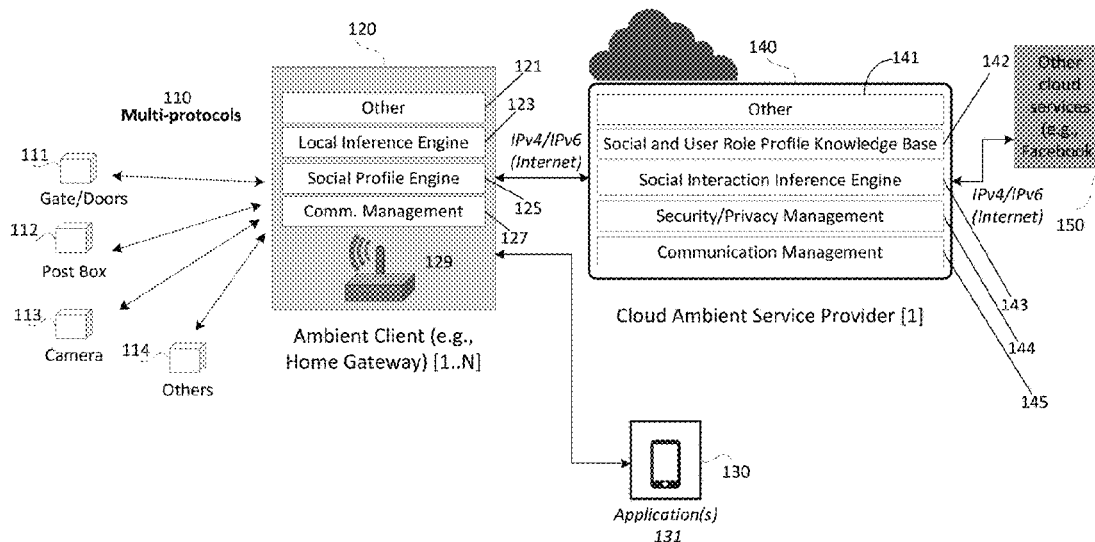 110
Multi-protocols
111
Gate/Doors
112
Post Box
113
Camera
114
Others
120
121
Other
123
Local Inference Engine
Social Profile Engine
125
Comm. Management
127
129
Ambient Client (e.g.,
Home Gateway) [1..N]
IPv4/IPv6
(Internet)
140
141
142
Other
Social and User Role Profile Knowledge Base
Social Interaction Inference Engine
Security/Privacy Management
Communication Management
143
144
145
Cloud Ambient Service Provider [1]
Other
cloud
services
(e.g.,
Facebook
150
IPv4/IPv6
(Internet)
130
Application(s)
131